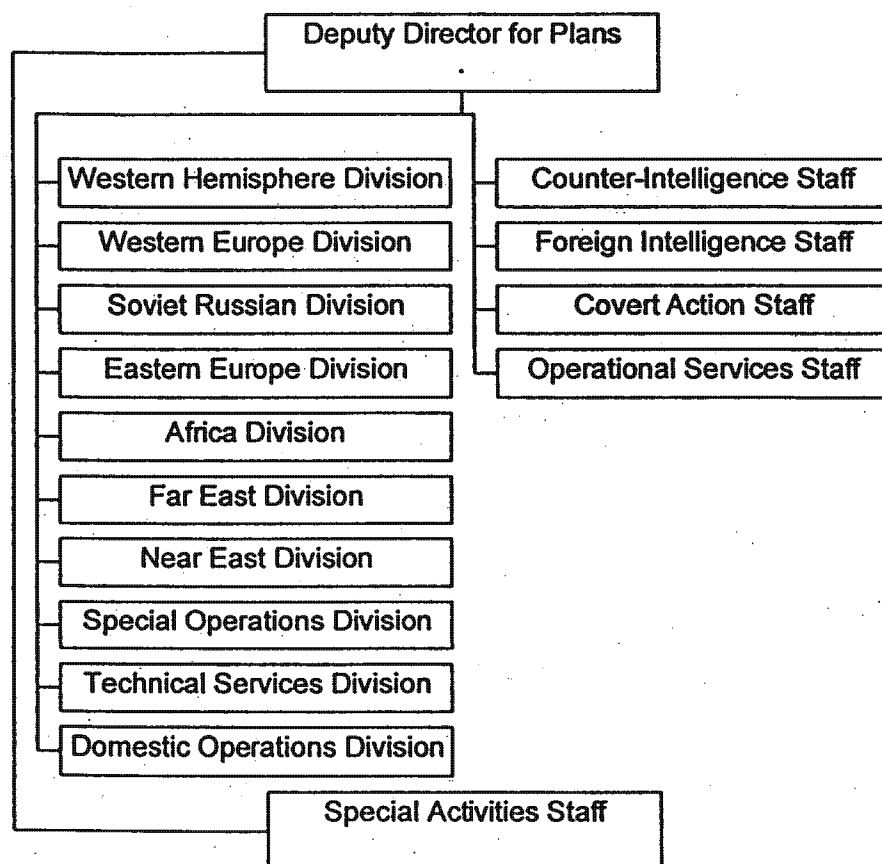 Deputy Director for Plans
Western Hemisphere Division
Western Europe Division
Soviet Russian Division
Eastern Europe Division
Africa Division
Far East Division
Near East Division
Special Operations Division
Technical Services Division
Domestic Operations Division
Counter-Intelligence Staff
Foreign Intelligence Staff
Covert Action Staff
Operational Services Staff
Special Activities Staff